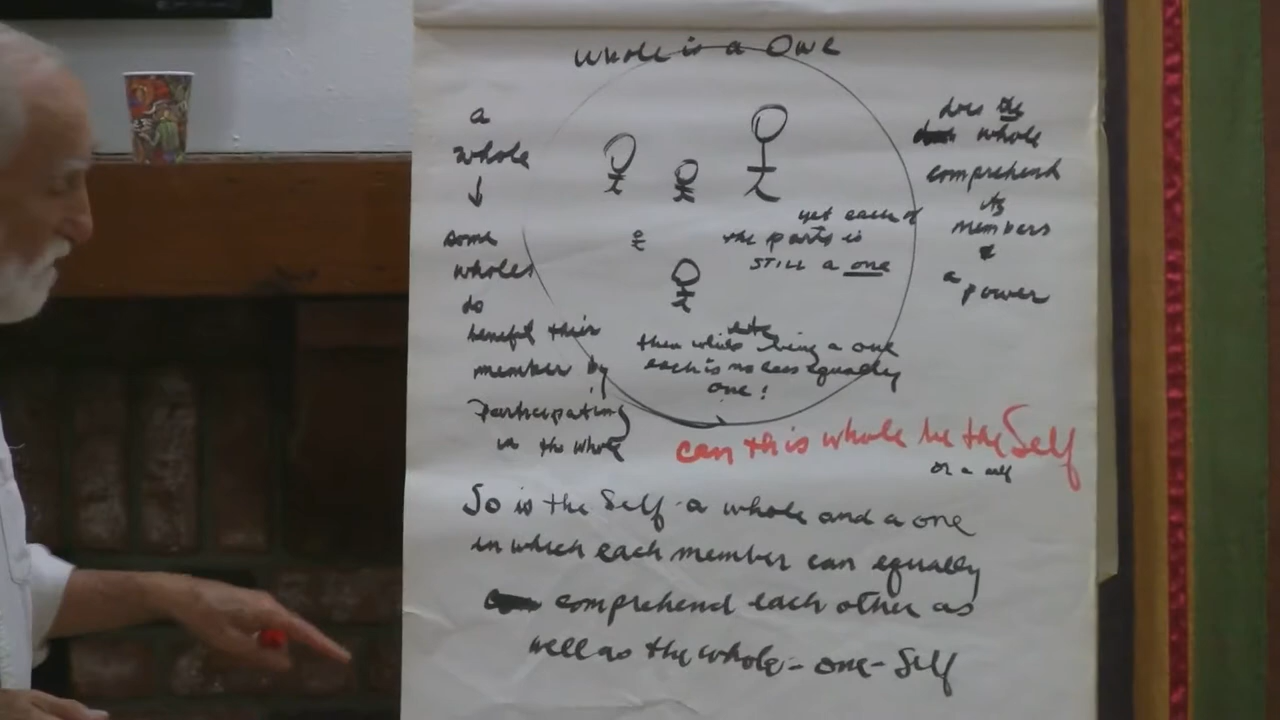 whole is a One
a
whole
↓
some
wholes
do
benefit their
member by
Participating
in the whole
yet each of
the parts is
STILL a one
etc
then while being a one
each is no less equally
one!
does the
whole
comprehend
its
members
&
a power
can this whole be the Self
or a self
So is the Self - a whole and a one
in which each member can equally
comprehend each other as
well as the whole - one - Self